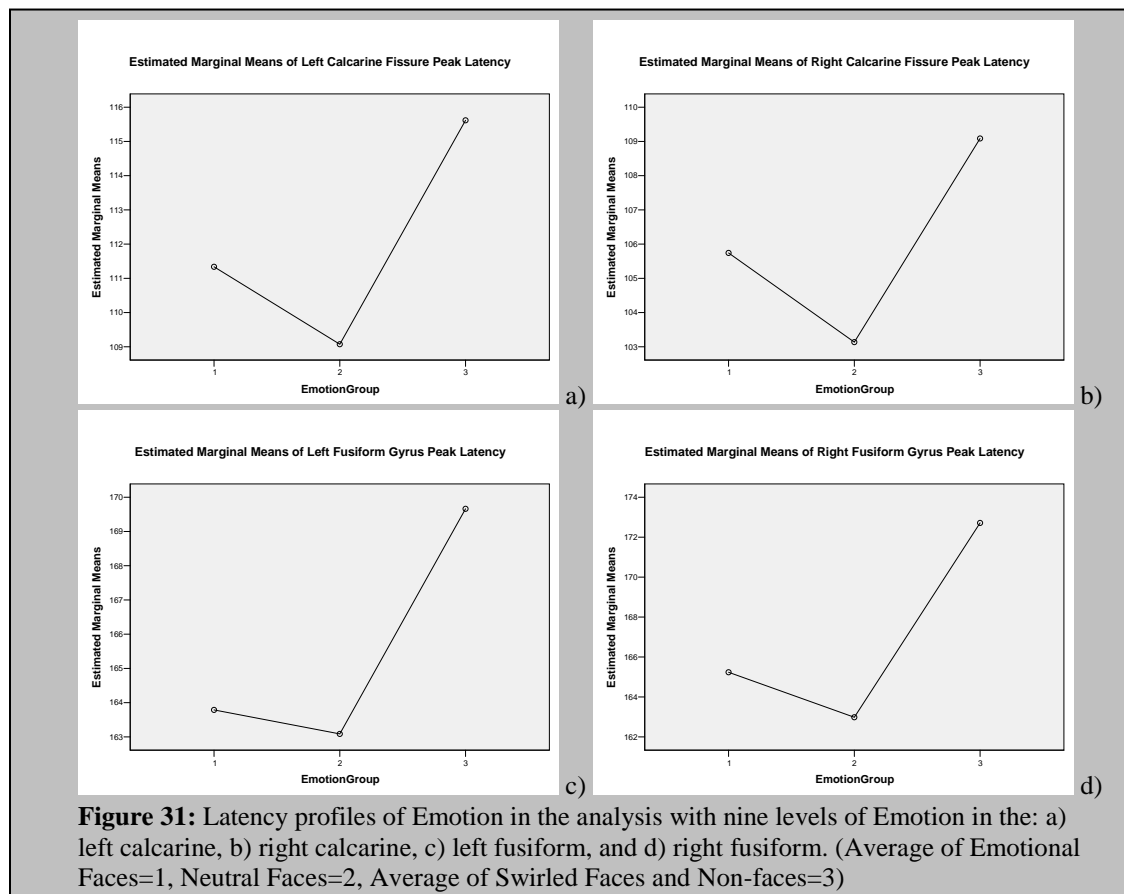 Estimated Marginal Means of Left Calcarine Fissure Peak Latency
Estimated Marginal Means
116
115
114
113
112
111
109
1
2
3
EmotionGroup
a)
Estimated Marginal Means of Right Calcarine Fissure Peak Latency
Estimated Marginal Means
110
109
108
107
106
105
104
103
1
2
3
EmotionGroup
b)
Estimated Marginal Means of Left Fusiform Gyrus Peak Latency
Estimated Marginal Means
170
169
168
167
166
165
164
163
1
2
3
EmotionGroup
c)
Estimated Marginal Means of Right Fusiform Gyrus Peak Latency
Estimated Marginal Means
174
172
170
168
166
164
162
1
2
3
EmotionGroup
d)
Figure 31: Latency profiles of Emotion in the analysis with nine levels of Emotion in the: a)
left calcarine, b) right calcarine, c) left fusiform, and d) right fusiform. (Average of Emotional
Faces=1, Neutral Faces=2, Average of Swirled Faces and Non-faces=3)